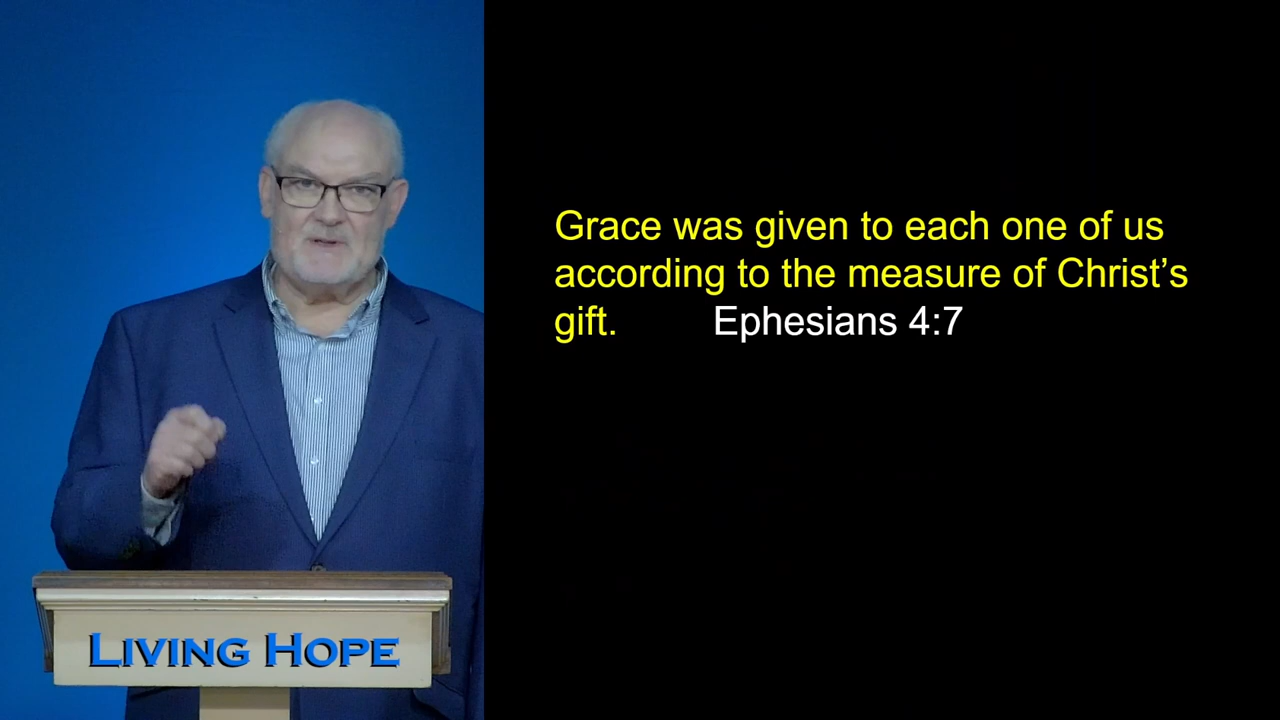 Grace was given to each one of us
according to the measure of Christ’s
gift. Ephesians 4:7
LIVING HOPE